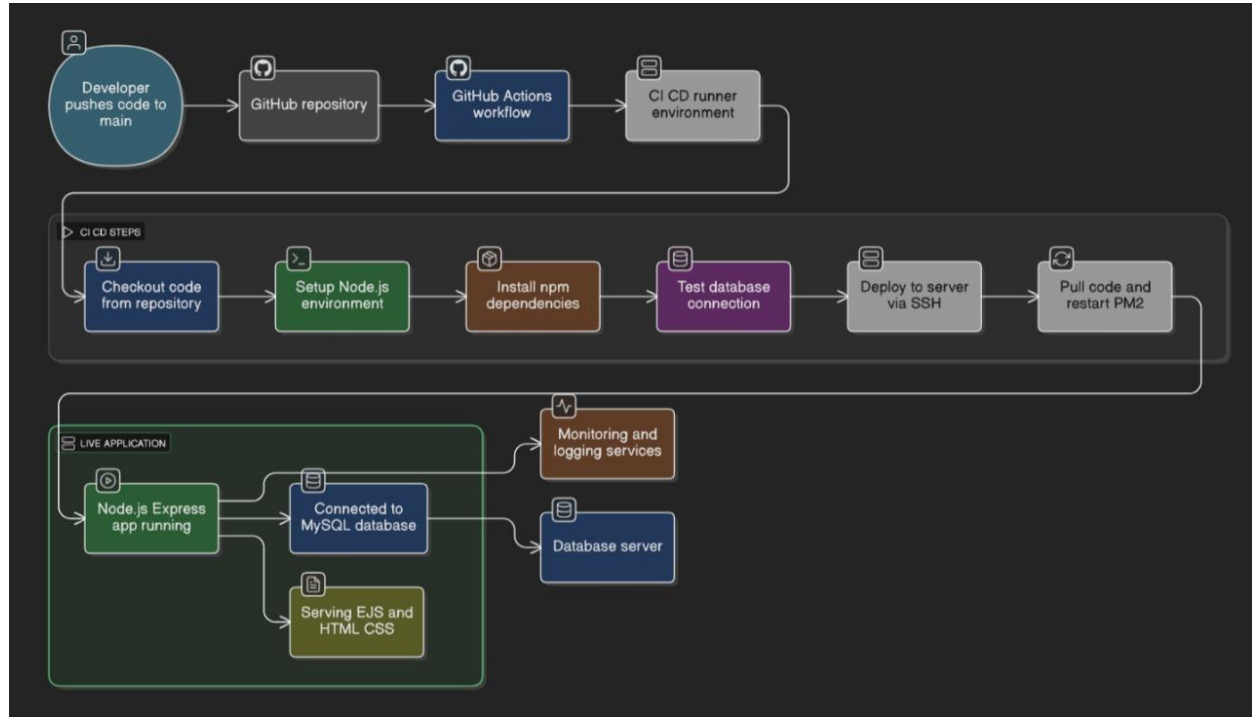 Developer
pushes code to
main
GitHub repository
GitHub Actions
workflow
CI CD runner
environment
CI CD STEPS
Checkout code
from repository
Setup Node.js
environment
Install npm
dependencies
Test database
connection
Deploy to server
via SSH
Pull code and
restart PM2
LIVE APPLICATION
Node.js Express
app running
Connected to
MySQL database
Serving EJS and
HTML CSS
Monitoring and
logging services
Database server